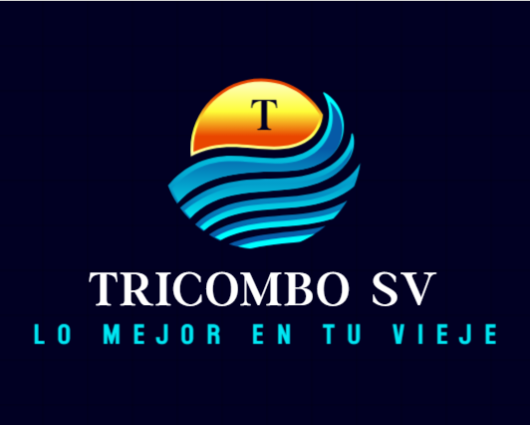 T
TRICOMBO SV
LO MEJOR EN TU VIEJE